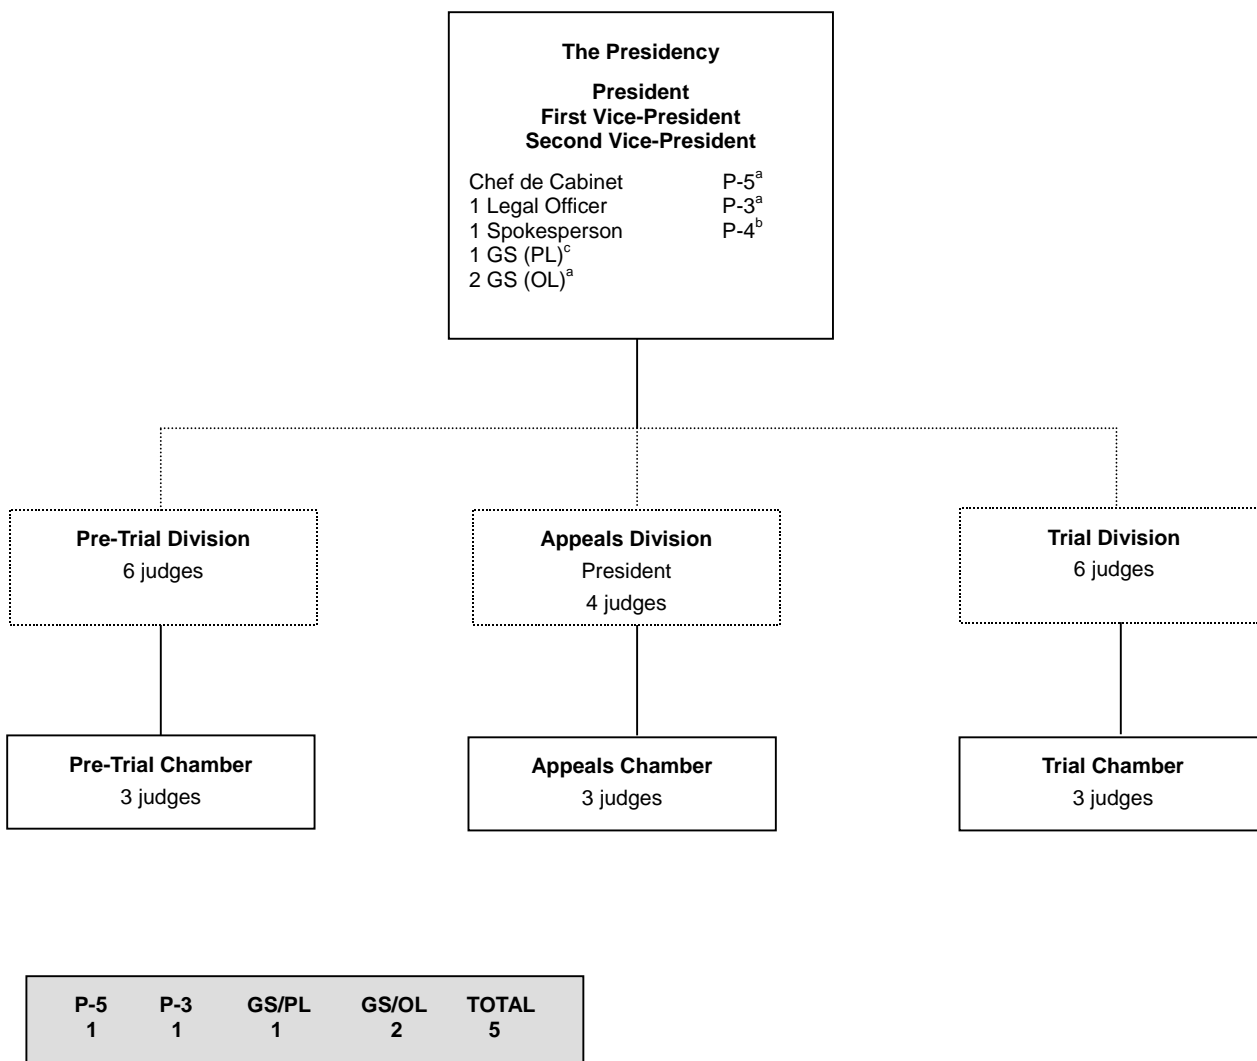 The Presidency
President
First Vice-President
Second Vice-President
Chef de Cabinet P-5a
1 Legal Officer P-3a
1 Spokesperson P-4b
1 GS (PL)c
2 GS (OL)a
Pre-Trial Division
6 judges
Appeals Division
President
4 judges
Trial Division
6 judges
Pre-Trial Chamber
3 judges
Appeals Chamber
3 judges
Trial Chamber
3 judges
P-5 P-3 GS/PL GS/OL TOTAL
1 1 1 2 5